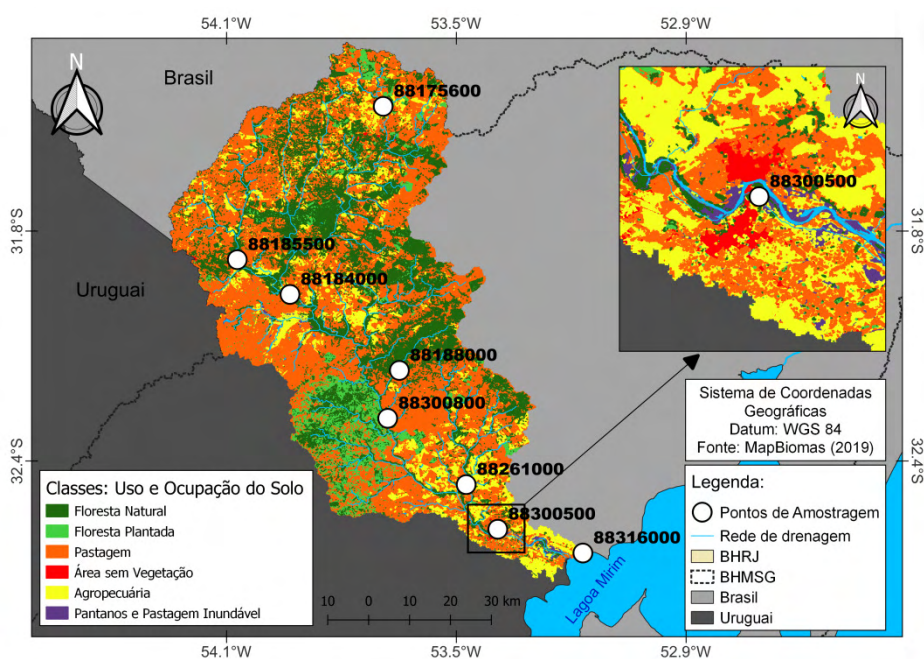 54.1°W
53.5°W
52.9°W
N
Brasil
88175600
N
88300500
31.8°S
31.8°S
88185500
Uruguai
88184000
88188000
88300800
Sistema de Coordenadas
Geográficas
Datum: WGS 84
Fonte: MapBiomas (2019)
32.4°S
32.4°S
88261000
Classes: Uso e Ocupação do Solo
Floresta Natural
Floresta Plantada
Pastagem
Área sem Vegetação
Agropecuária
Pantanos e Pastagem Inundável
88300500
88316000
Lagoa Mirim
10 0 10 20 30 km
Legenda:
Pontos de Amostragem
Rede de drenagem
BHRJ
BHMSG
Brasil
Uruguai
54.1°W
53.5°W
52.9°W